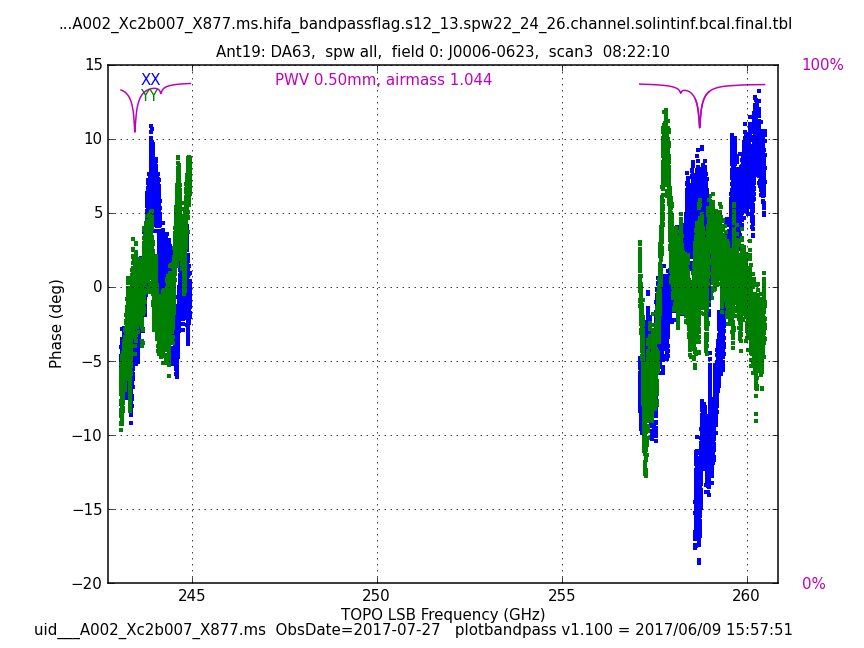 ...A002_Xc2b007_X877.ms.hifa_bandpassflag.s12_13.spw22_24_26.channel.solintinf.bcal.final.tbl
Ant19: DA63, spw all, field 0: J0006-0623, scan3 08:22:10
15
100%
XX
PWV 0.50mm, airmass 1.044
YY
10
5
0
−5
−10
−15
−20
0%
Phase (deg)
245
250
255
260
TOPO LSB Frequency (GHz)
uid___A002_Xc2b007_X877.ms ObsDate=2017-07-27 plotbandpass v1.100 = 2017/06/09 15:57:51